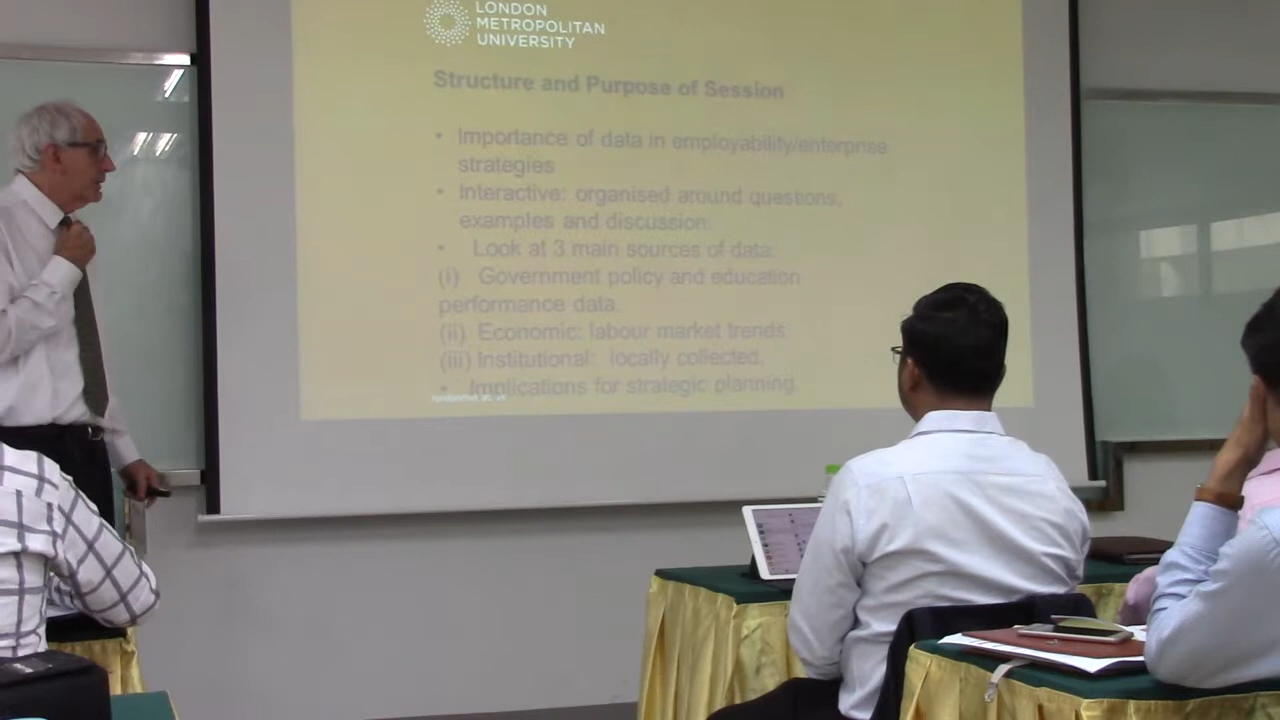 LONDON
METROPOLITAN
UNIVERSITY
Structure and Purpose of Session
• Importance of data in employability/enterprise
strategies
• Interactive: organised around questions,
examples and discussion.
• Look at 3 main sources of data:
(i) Government policy and education
performance data.
(ii) Economic: labour market trends
(iii) Institutional: locally collected.
• Implications for strategic planning